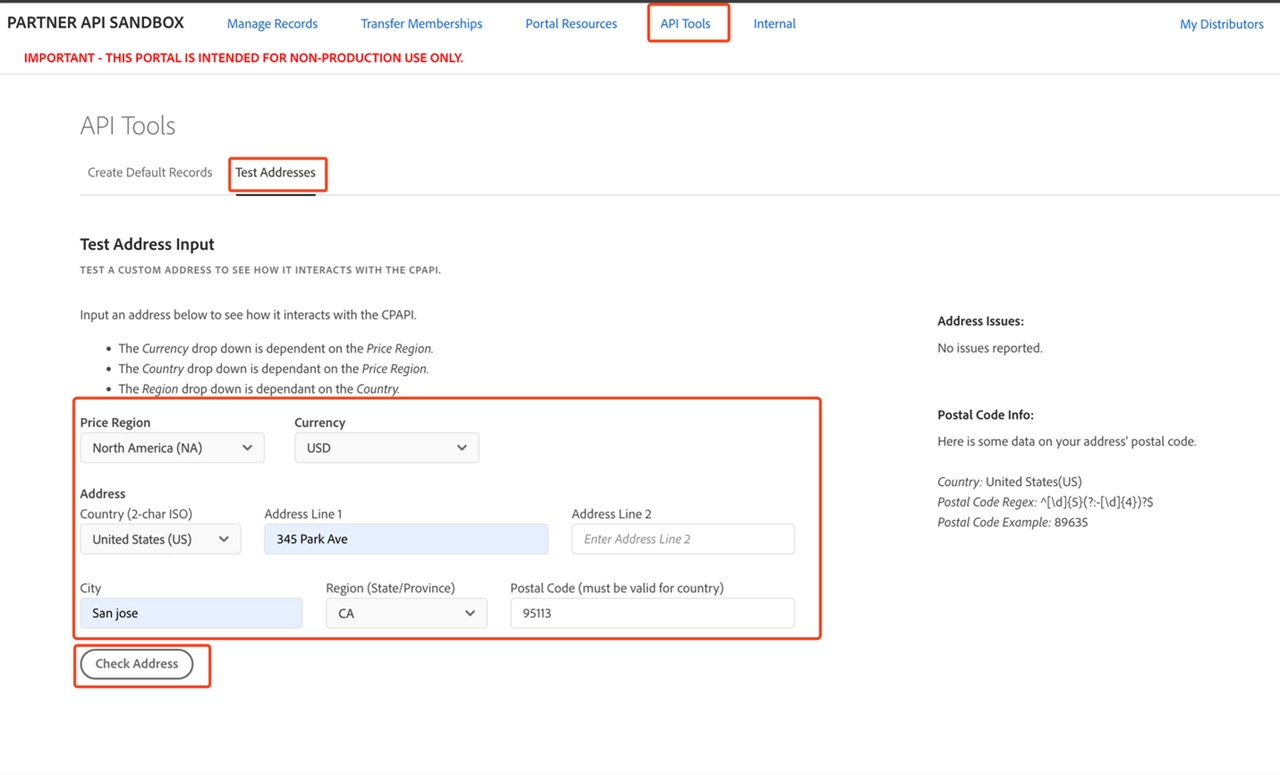 PARTNER API SANDBOX Manage Records Transfer Memberships Portal Resources API Tools Internal My Distributors
IMPORTANT - THIS PORTAL IS INTENDED FOR NON-PRODUCTION USE ONLY.
API Tools
Create Default Records Test Addresses
Test Address Input
TEST A CUSTOM ADDRESS TO SEE HOW IT INTERACTS WITH THE CPAPI.
Input an address below to see how it interacts with the CPAPI.
• The Currency drop down is dependent on the Price Region.
• The Country drop down is dependant on the Price Region.
• The Region drop down is dependant on the Country.
Price Region Currency
North America (NA) USD
Address
Country (2-char ISO) Address Line 1 Address Line 2
United States (US) 345 Park Ave Enter Address Line 2
City Region (State/Province) Postal Code (must be valid for country)
San jose CA 95113
Check Address
Address Issues:
No issues reported.
Postal Code Info:
Here is some data on your address' postal code.
Country: United States(US)
Postal Code Regex: ^[\d]{5}(?:-[\d]{4})?$
Postal Code Example: 89635